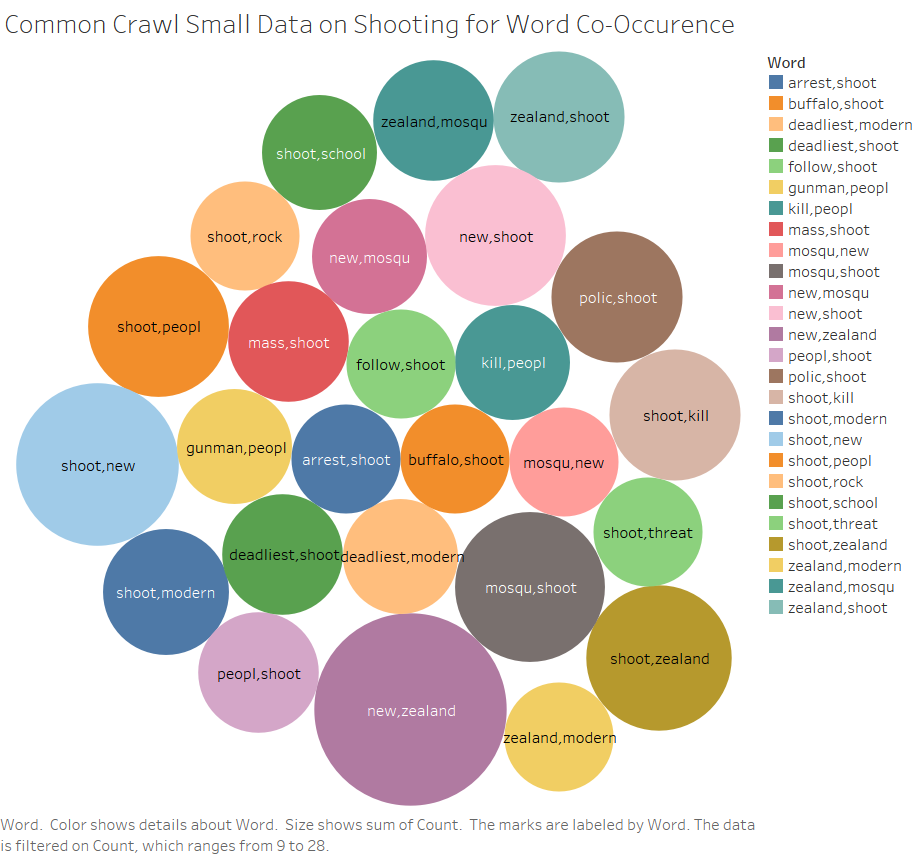 Common Crawl Small Data on Shooting for Word Co-Occurence
Word
arrest,shoot
buffalo,shoot
deadliest,modern
deadliest,shoot
follow,shoot
gunman,peopl
kill,peopl
mass,shoot
mosqu,new
mosqu,shoot
new,mosqu
new,shoot
new,zealand
peopl,shoot
polic,shoot
shoot,kill
shoot,modern
shoot,new
shoot,peopl
shoot,rock
shoot,school
shoot,threat
shoot,zealand
zealand,modern
zealand,mosqu
zealand,shoot
zealand,shoot
zealand,mosqu
shoot,school
shoot,rock
new,shoot
new,mosqu
polic,shoot
shoot,peopl
mass,shoot
follow,shoot
kill,peopl
shoot,kill
gunman,peopl
arrest,shoot
buffalo,shoot
mosqu,new
shoot,new
shoot,threat
deadliest,shoot
deadliest,modern
mosqu,shoot
shoot,modern
shoot,zealand
peopl,shoot
new,zealand
zealand,modern
Word.  Color shows details about Word.  Size shows sum of Count.  The marks are labeled by Word. The data
is filtered on Count, which ranges from 9 to 28.